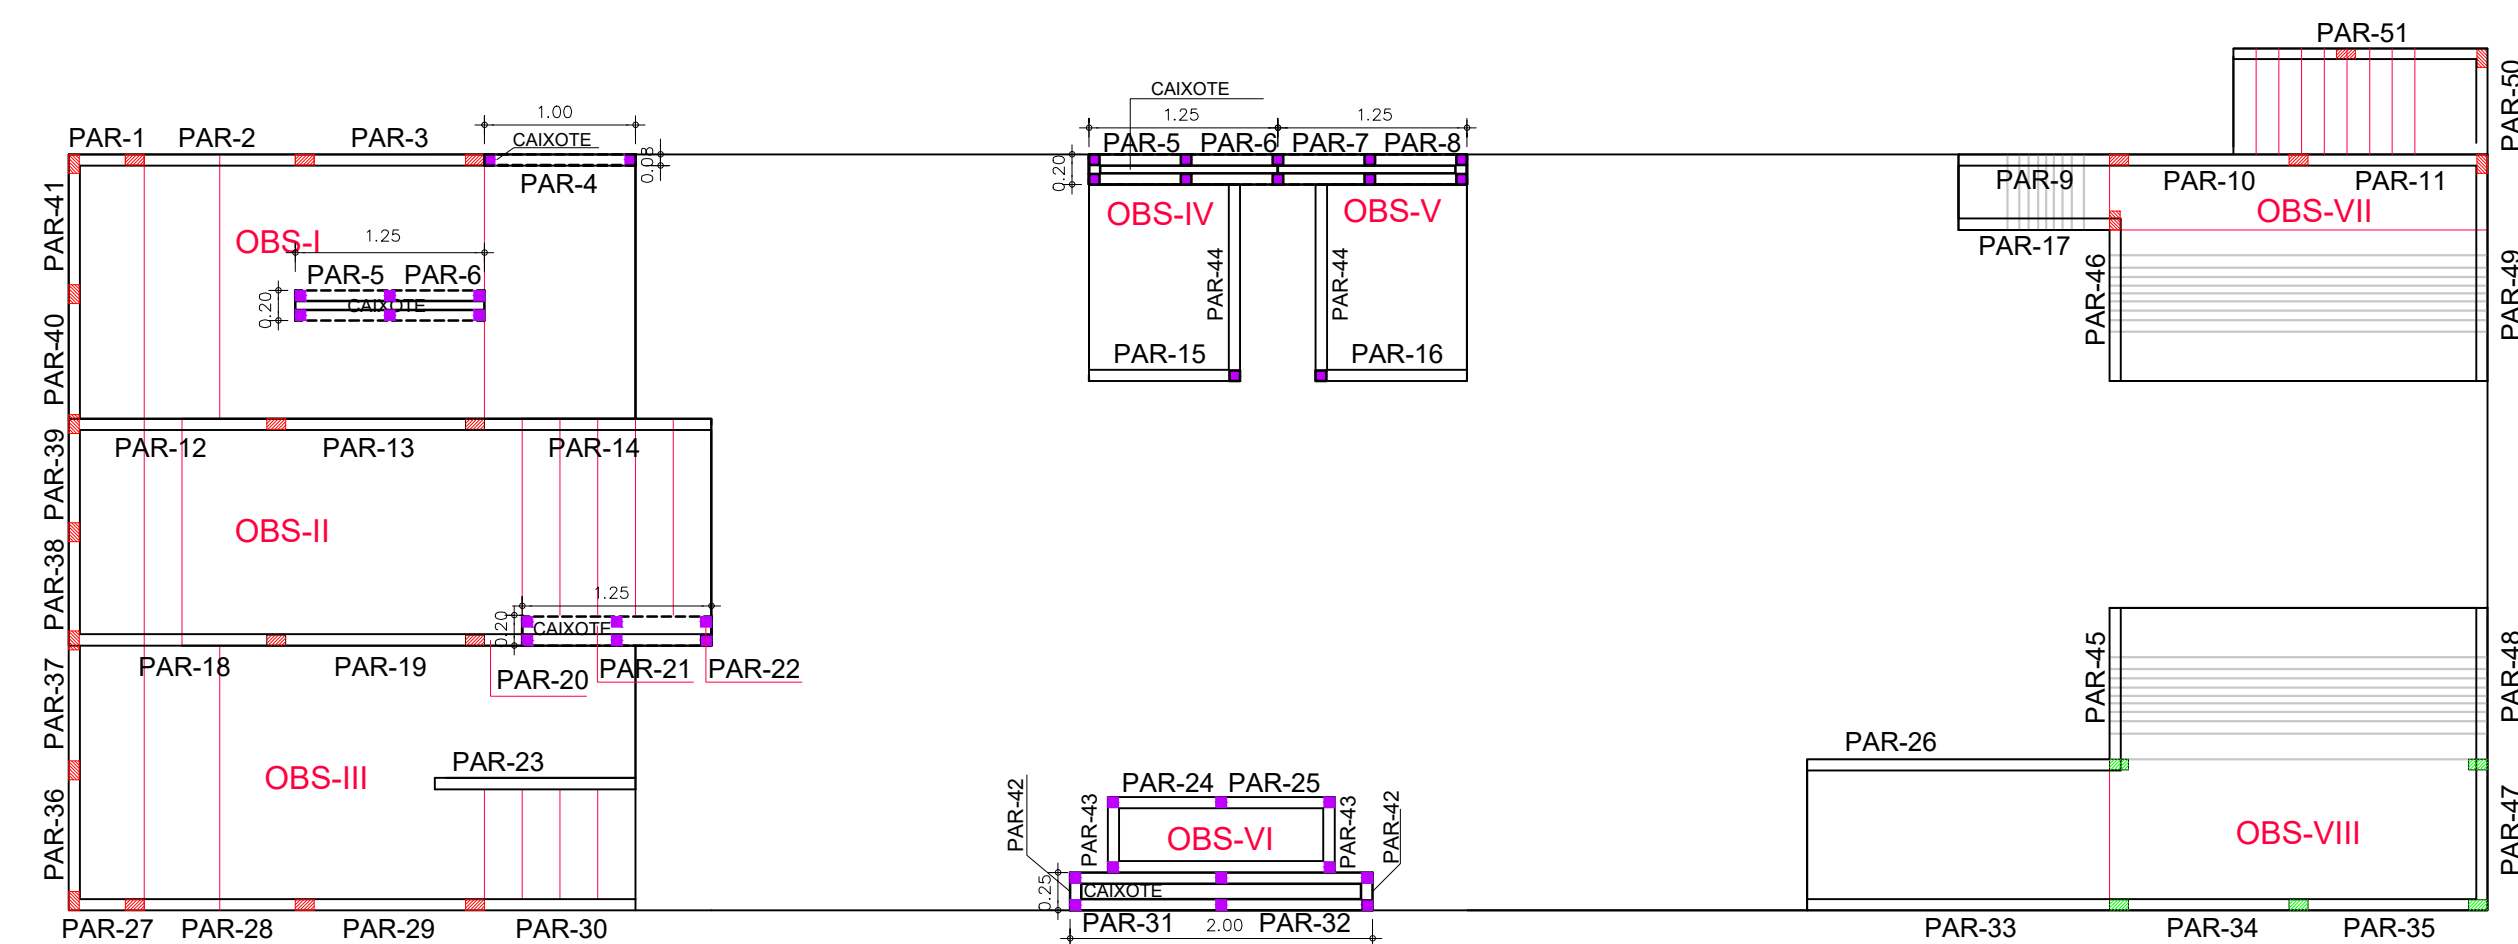 PAR-51
PAR-50
CAIXOTE
1.00
1.25
1.25
PAR-1
PAR-2
PAR-3
CAIXOTE
0.08
PAR-4
PAR-5
PAR-6
PAR-7
PAR-8
0.20
PAR-9
PAR-10
PAR-11
PAR-41
OBS-I
1.25
OBS-IV
OBS-V
OBS-VII
PAR-17
PAR-5
PAR-6
0.20
CAIXOTE
PAR-44
PAR-44
PAR-46
PAR-49
PAR-40
PAR-15
PAR-16
PAR-12
PAR-13
PAR-14
PAR-39
OBS-II
PAR-38
1.25
0.20
CAIXOTE
PAR-18
PAR-19
PAR-20
PAR-21
PAR-22
PAR-37
PAR-45
PAR-48
PAR-26
PAR-23
OBS-III
PAR-24
PAR-25
PAR-42
PAR-43
OBS-VI
PAR-43
PAR-42
OBS-VIII
PAR-47
PAR-36
0.25
CAIXOTE
PAR-27
PAR-28
PAR-29
PAR-30
PAR-31
2.00
PAR-32
PAR-33
PAR-34
PAR-35